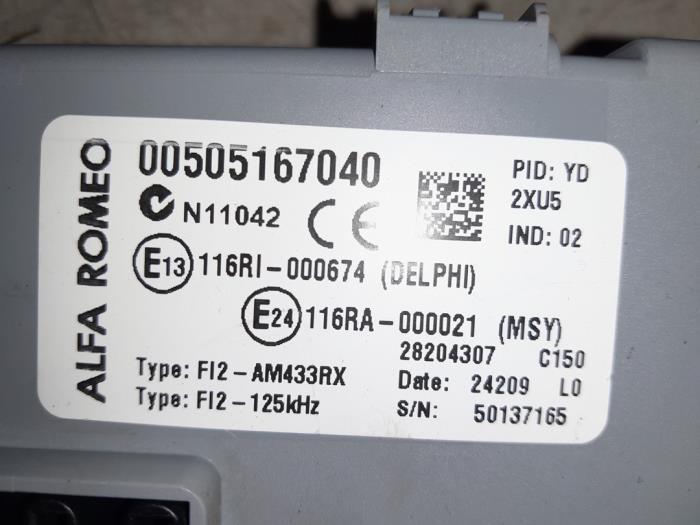 ALFA ROMEO
00505167040
PID: YD
2XU5
N11042
CE
IND: 02
E13 116RI-000674 (DELPHI)
E24 116RA-000021 (MSY)
28204307 C150
Type: FI2-AM433RX
Date: 24209 L0
Type: FI2-125kHz
S/N: 50137165